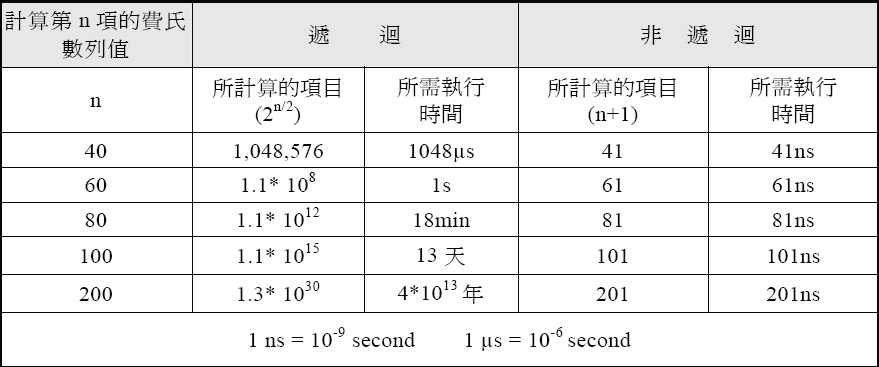 計算第 n 項的費氏數列值 遞 迴 非 遞 迴
n 所計算的項目 (2^n/2) 所需執行時間 所計算的項目 (n+1) 所需執行時間
40 1,048,576 1048µs 41 41ns
60 1.1* 10^8 1s 61 61ns
80 1.1* 10^12 18min 81 81ns
100 1.1* 10^15 13 天 101 101ns
200 1.3* 10^30 4*10^13 年 201 201ns
1 ns = 10^-9 second 1 µs = 10^-6 second